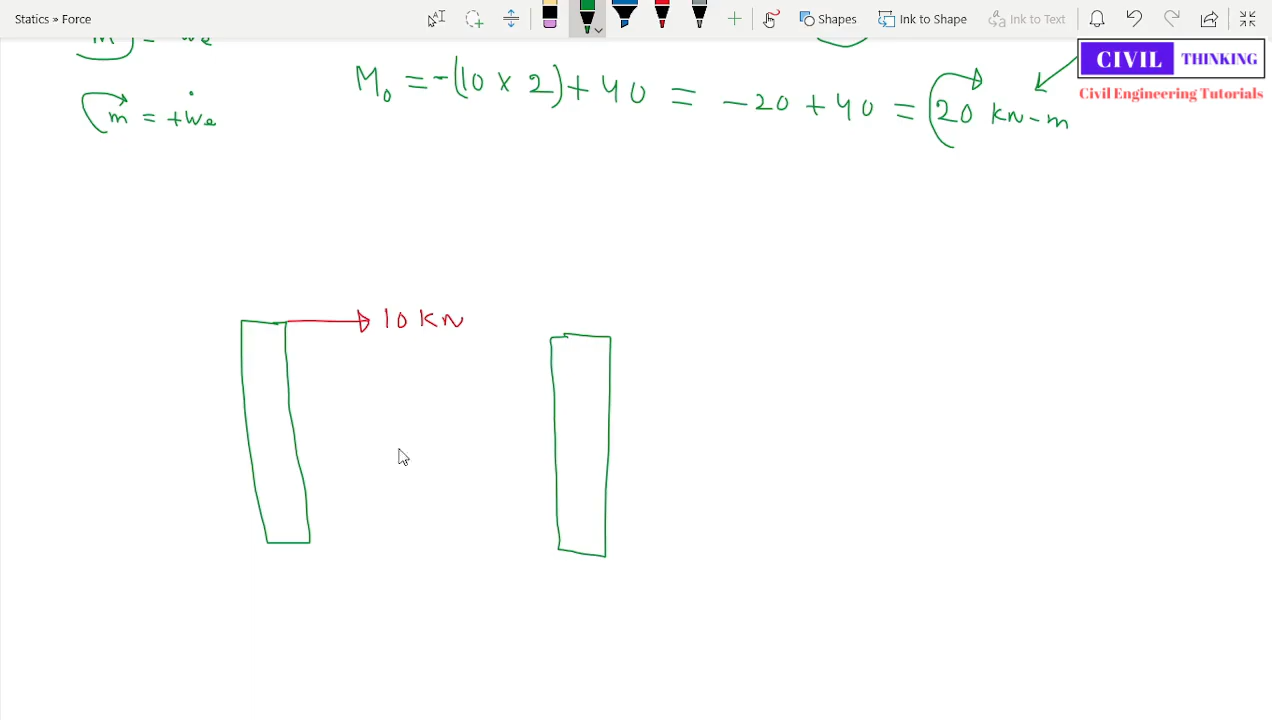 Statics » Force
Shapes
Ink to Shape
Ink to Text
CIVIL THINKING
Civil Engineering Tutorials
M = -ve
M₀ = -(10 × 2) + 40 = -20 + 40 = 20 kN-m
m = +ve
10 KN